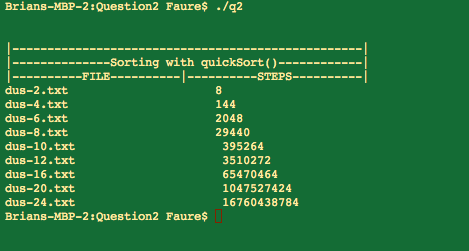 Brians-MBP-2:Question2 Faure$ ./q2
|--------------------------------------------------|
|--------------Sorting with quickSort()------------|
|----------FILE----------|----------STEPS----------|
dus-2.txt 8
dus-4.txt 144
dus-6.txt 2048
dus-8.txt 29440
dus-10.txt 395264
dus-12.txt 3510272
dus-16.txt 65470464
dus-20.txt 1047527424
dus-24.txt 16760438784
Brians-MBP-2:Question2 Faure$